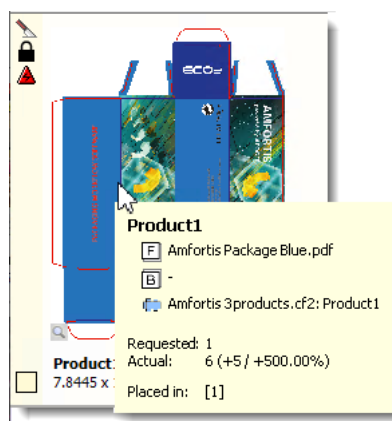 ECO
AMFORTIS
Product1
F Amfortis Package Blue.pdf
B -
Amfortis 3products.cf2: Product1
Requested: 1
Actual: 6 (+5 / +500.00%)
Placed in: [1]
Product
7.8445 x